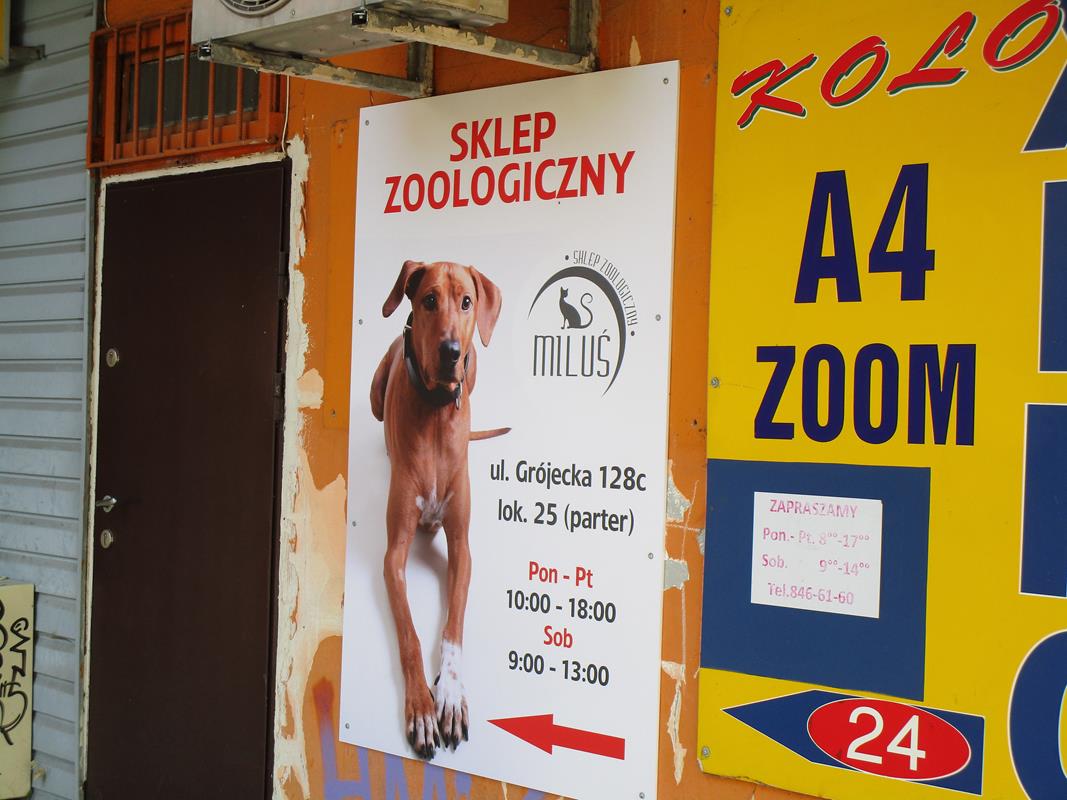 SKLEP
ZOOLOGICZNY
• SKLEP ZOOLOGICZNY •
MILUŚ
ul. Grójecka 128c
lok. 25 (parter)
Pon - Pt
10:00 - 18:00
Sob
9:00 - 13:00
KOLO
A4
ZOOM
ZAPRASZAMY
Pon.- Pt. 8⁰⁰-17⁰⁰
Sob. 9⁰⁰-14⁰⁰
Tel.846-61-60
24